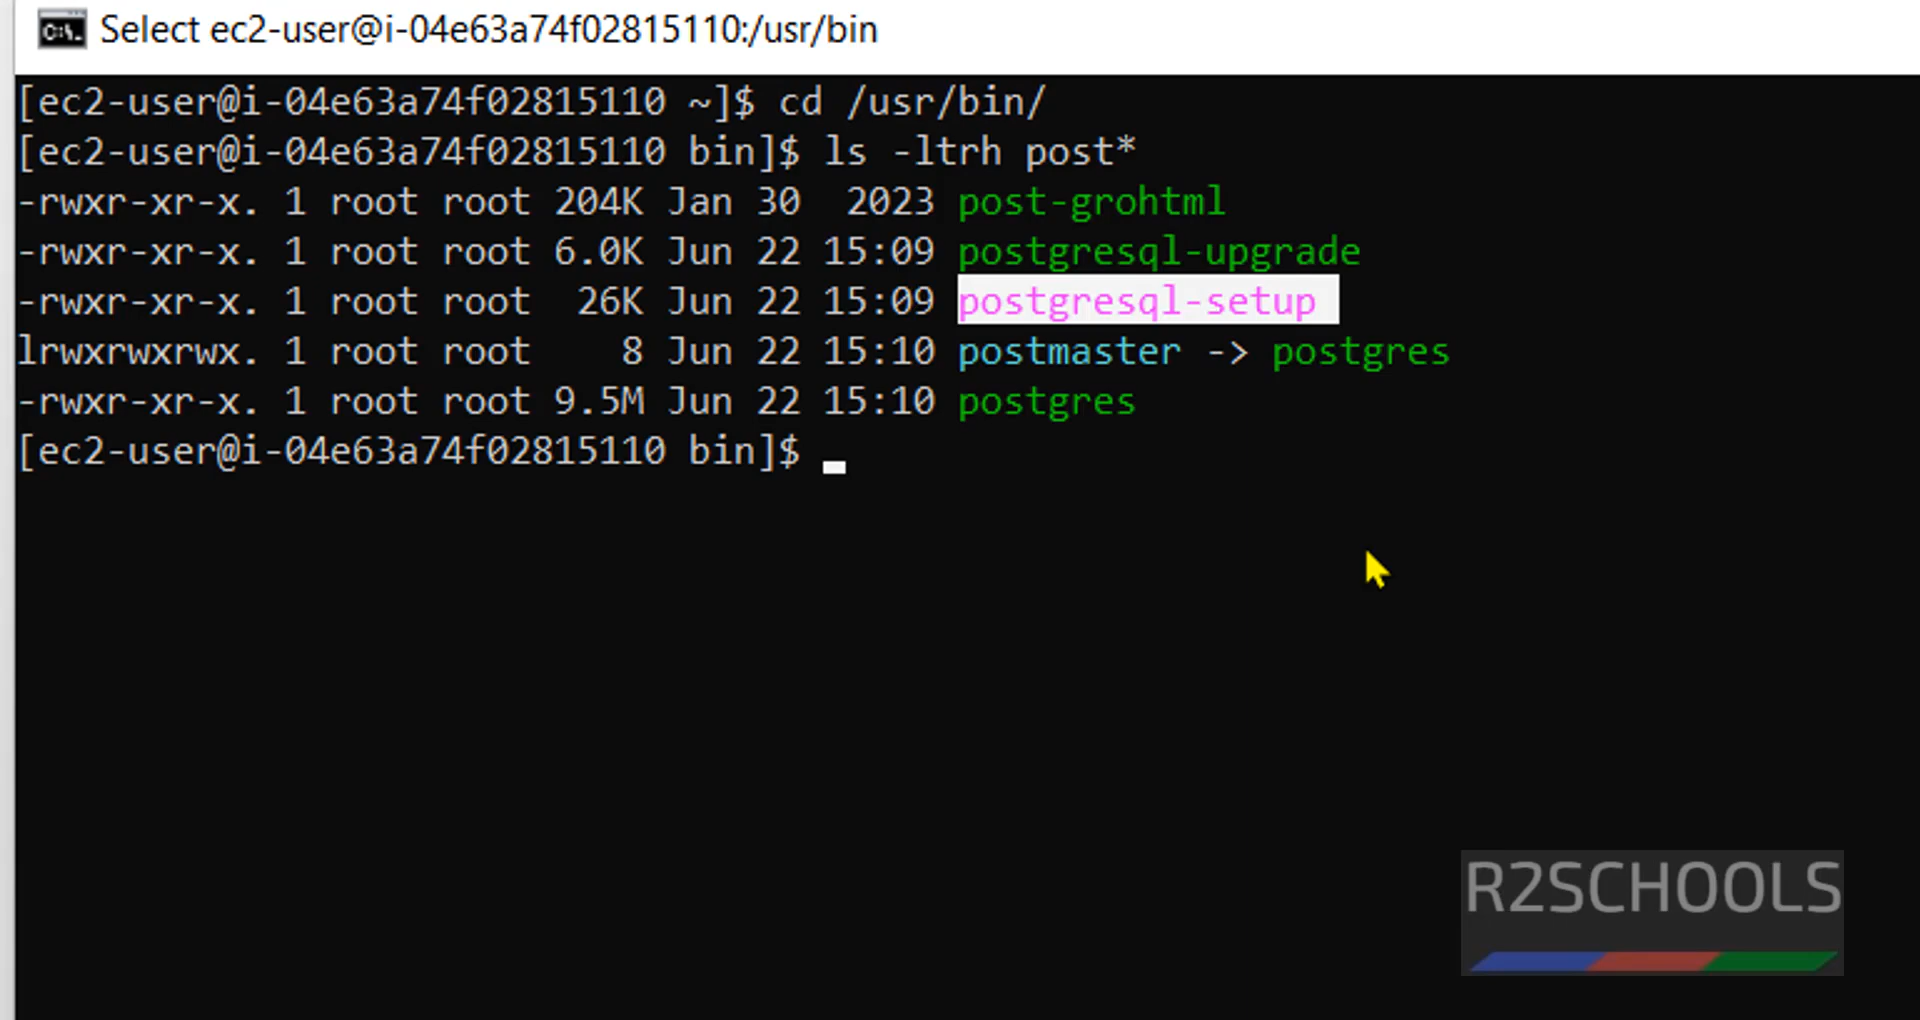 Select ec2-user@i-04e63a74f02815110:/usr/bin
[ec2-user@i-04e63a74f02815110 ~]$ cd /usr/bin/
[ec2-user@i-04e63a74f02815110 bin]$ ls -ltrh post*
-rwxr-xr-x. 1 root root 204K Jan 30  2023 post-grohtml
-rwxr-xr-x. 1 root root 6.0K Jun 22 15:09 postgresql-upgrade
-rwxr-xr-x. 1 root root  26K Jun 22 15:09 postgresql-setup
lrwxrwxrwx. 1 root root    8 Jun 22 15:10 postmaster -> postgres
-rwxr-xr-x. 1 root root 9.5M Jun 22 15:10 postgres
[ec2-user@i-04e63a74f02815110 bin]$
R2SCHOOLS